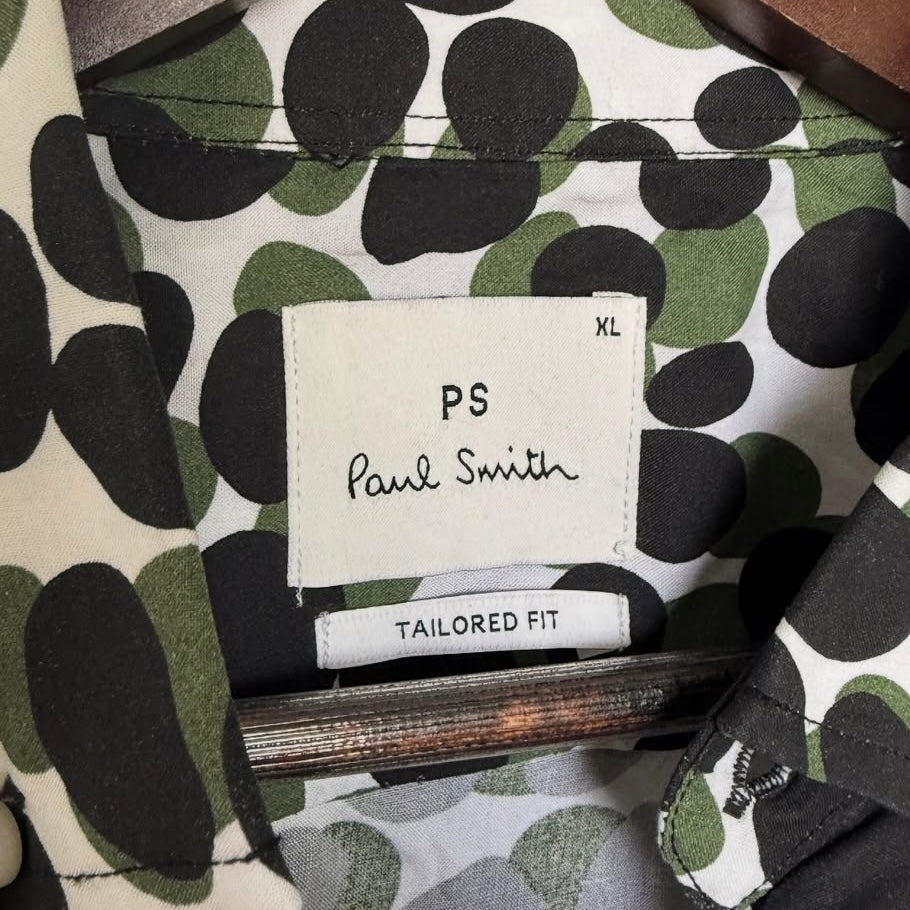 XL
PS
Paul Smith
TAILORED FIT